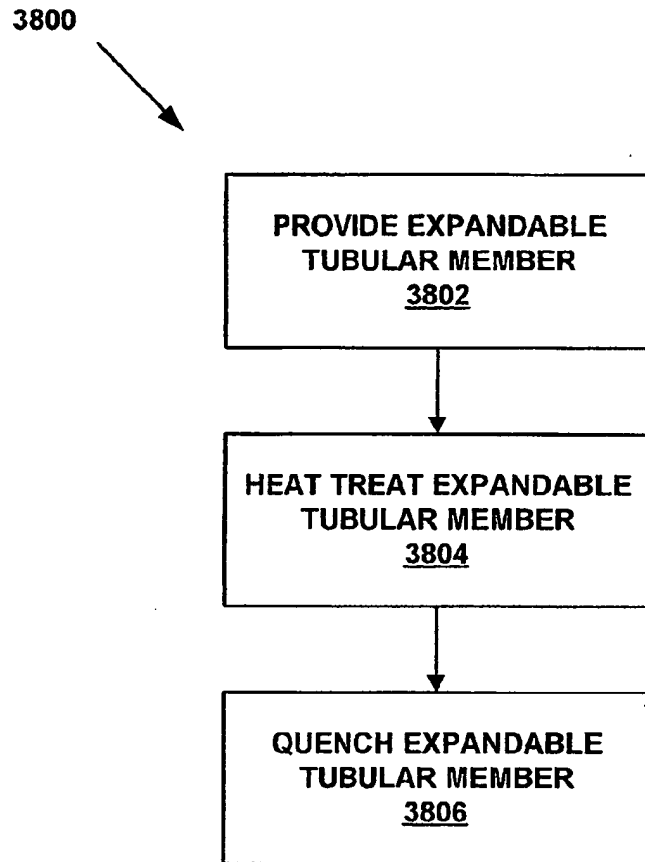 3800
PROVIDE EXPANDABLE
TUBULAR MEMBER
3802
HEAT TREAT EXPANDABLE
TUBULAR MEMBER
3804
QUENCH EXPANDABLE
TUBULAR MEMBER
3806